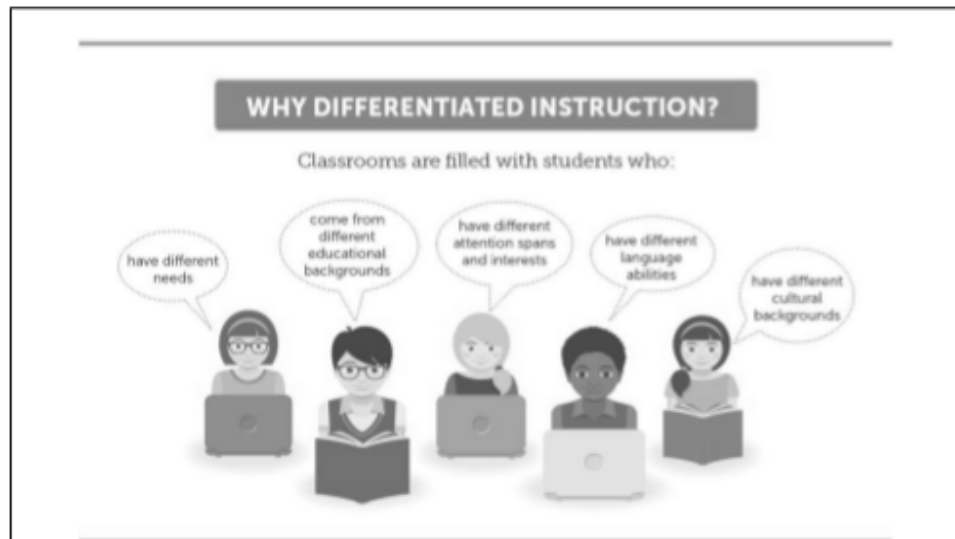 WHY DIFFERENTIATED INSTRUCTION?
Classrooms are filled with students who:
have different
needs
come from
different
educational
backgrounds
have different
attention spans
and interests
have different
language
abilities
have different
cultural
backgrounds